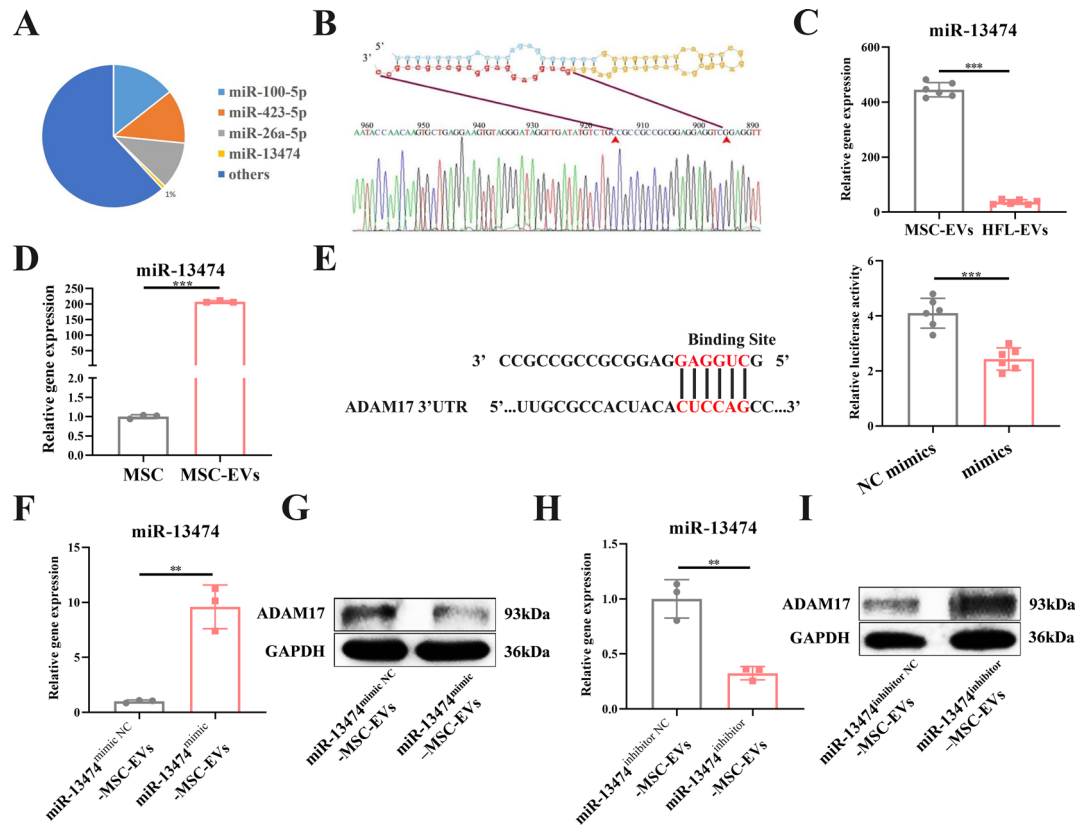 A
miR-100-5p
miR-423-5p
miR-26a-5p
miR-13474
others
1%
B
5'
3'
960 950 940 930 920 910 900 890
AATACCAACAAGTGCTGAGGAAGTGTAGGGATAGGTTGATATGTCTGCCGCCGCCGCGGAGGAGGTCGGAGGTT
C
miR-13474
Relative gene expression
600
400
200
0
***
MSC-EVs HFL-EVs
D
miR-13474
Relative gene expression
250
200
150
100
50
2.0
1.5
1.0
0.5
0.0
***
MSC MSC-EVs
E
Binding Site
3' CCGCCGCCGCGGAGGAGGUCG 5'
ADAM17 3'UTR 5'...UUGCGCCACUACACUCCAGCC...3'
Relative luciferase activity
6
4
2
0
***
NC mimics
mimics
F
miR-13474
Relative gene expression
15
10
5
0
**
miR-13474mimic NC
-MSC-EVs
miR-13474mimic
-MSC-EVs
G
ADAM17 93kDa
GAPDH 36kDa
miR-13474mimic NC
-MSC-EVs
miR-13474mimic
-MSC-EVs
H
miR-13474
Relative gene expression
1.5
1.0
0.5
0.0
**
miR-13474inhibitor NC
-MSC-EVs
miR-13474inhibitor
-MSC-EVs
I
ADAM17 93kDa
GAPDH 36kDa
miR-13474inhibitor NC
-MSC-EVs
miR-13474inhibitor
–MSC-EVs